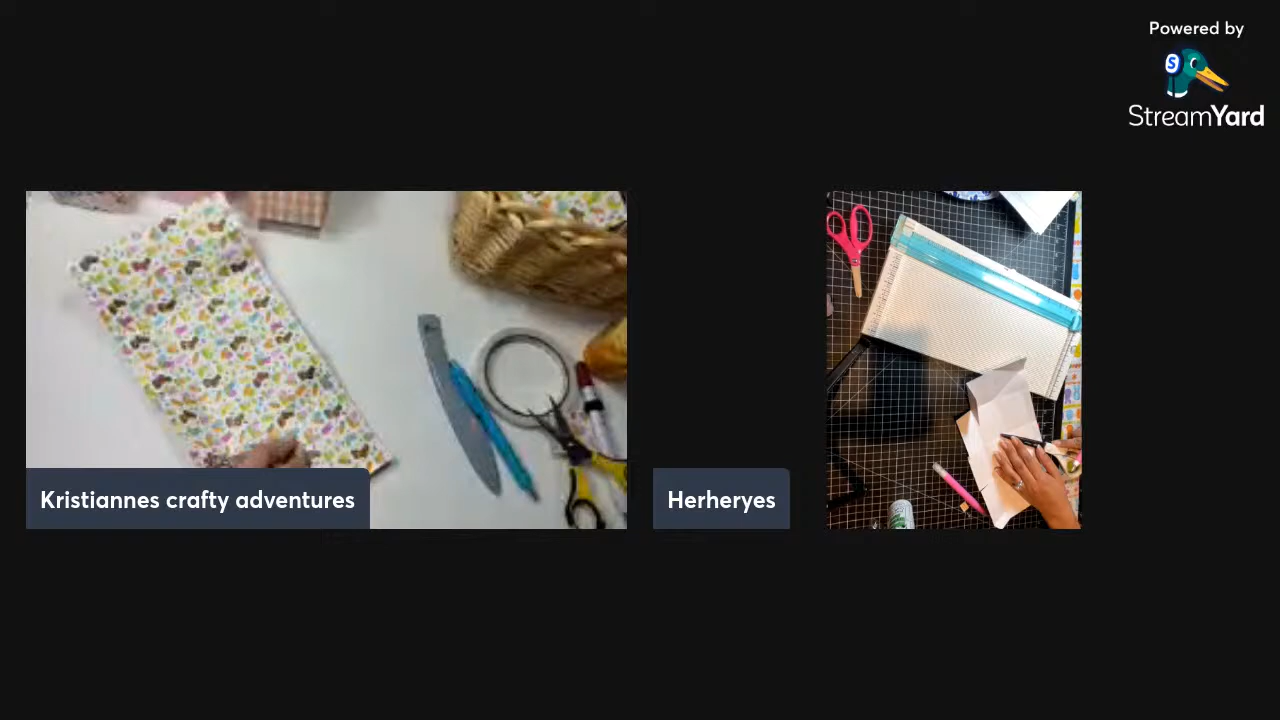 Powered by
S
StreamYard
Kristiannes crafty adventures
Herheryes